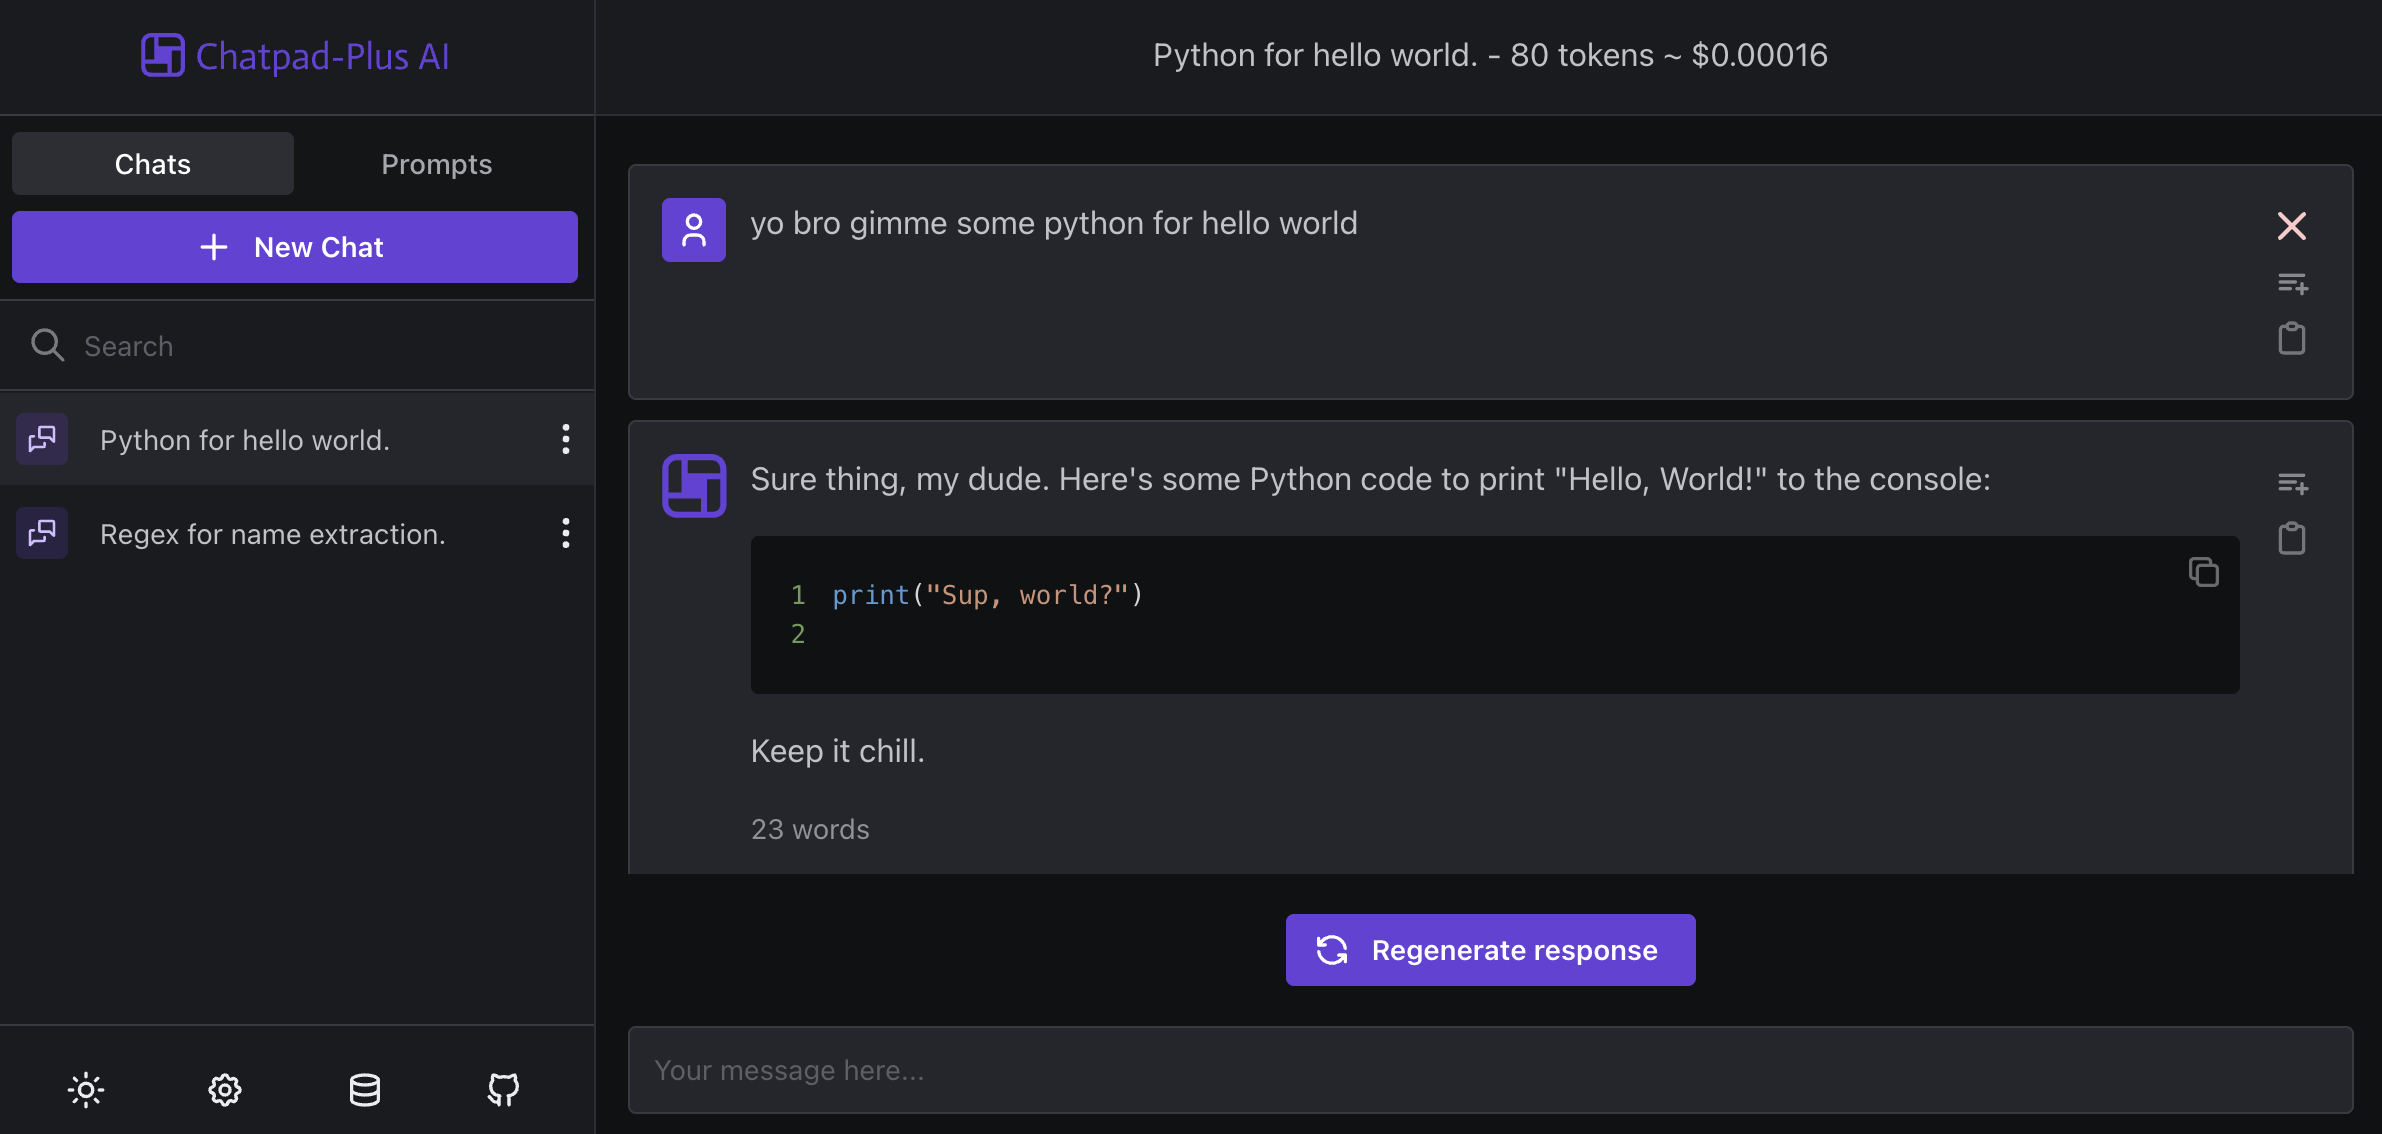 Chatpad-Plus AI
Python for hello world. - 80 tokens ~ $0.00016
Chats
Prompts
New Chat
Search
Python for hello world.
Regex for name extraction.
yo bro gimme some python for hello world
Sure thing, my dude. Here's some Python code to print "Hello, World!" to the console:
1 print("Sup, world?")
2
Keep it chill.
23 words
Regenerate response
Your message here...